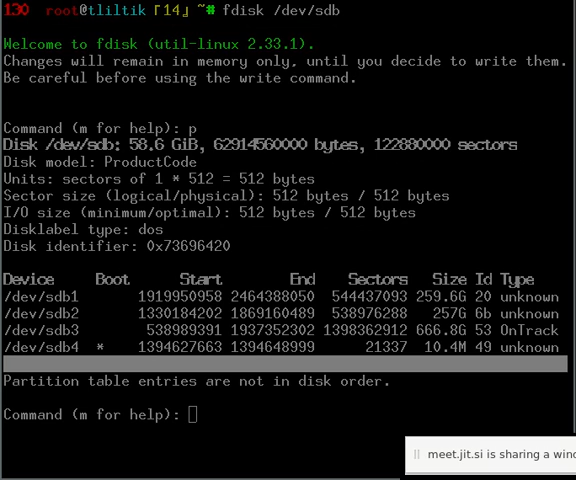 130 root@tliltik「14」~# fdisk /dev/sdb
Welcome to fdisk (util-linux 2.33.1).
Changes will remain in memory only, until you decide to write them.
Be careful before using the write command.
Command (m for help): p
Disk /dev/sdb: 58.6 GiB, 62914560000 bytes, 122880000 sectors
Disk model: ProductCode
Units: sectors of 1 * 512 = 512 bytes
Sector size (logical/physical): 512 bytes / 512 bytes
I/O size (minimum/optimal): 512 bytes / 512 bytes
Disklabel type: dos
Disk identifier: 0x73696420
Device Boot Start End Sectors Size Id Type
/dev/sdb1 1919950958 2464388050 544437093 259.6G 20 unknown
/dev/sdb2 1330184202 1869160489 538976288 257G 6b unknown
/dev/sdb3 538989391 1937352302 1398362912 666.8G 53 OnTrack
/dev/sdb4 * 1394627663 1394648999 21337 10.4M 49 unknown
Partition table entries are not in disk order.
Command (m for help):
meet.jit.si is sharing a wind